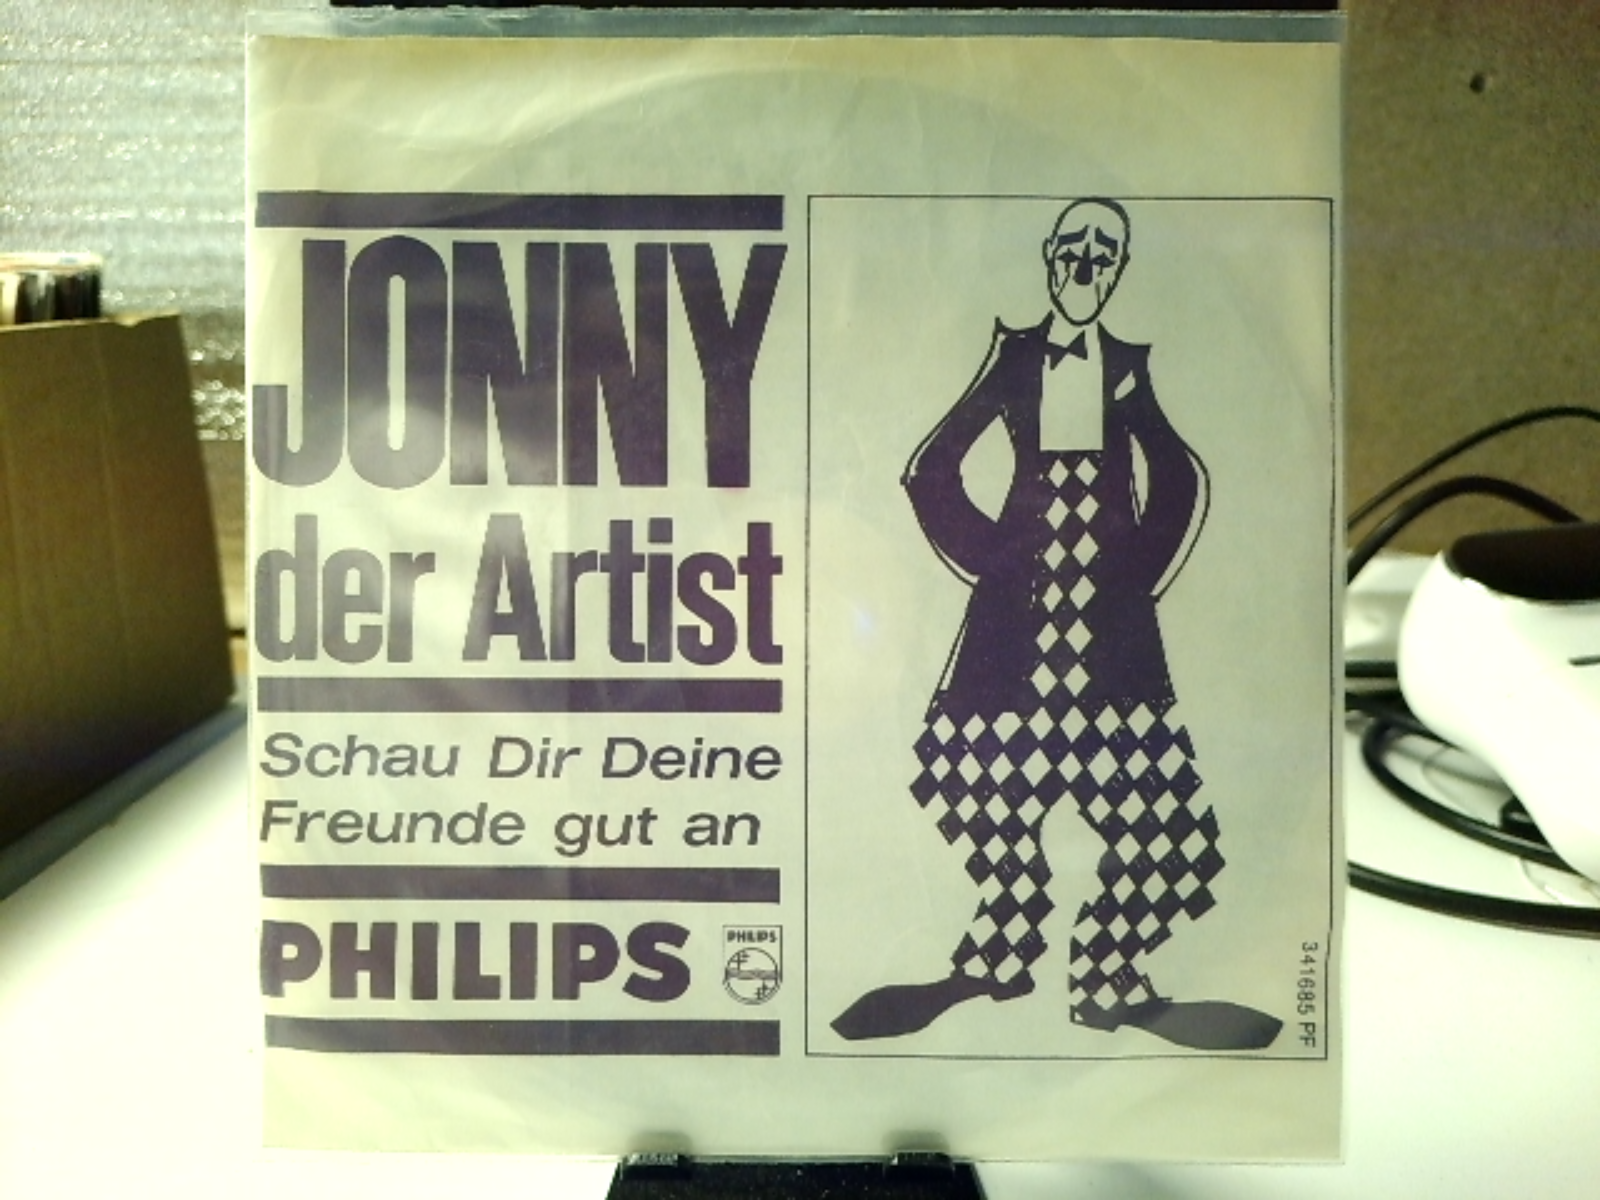 JONNY
der Artist
Schau Dir Deine
Freunde gut an
PHILIPS
PHILIPS
341685 PF